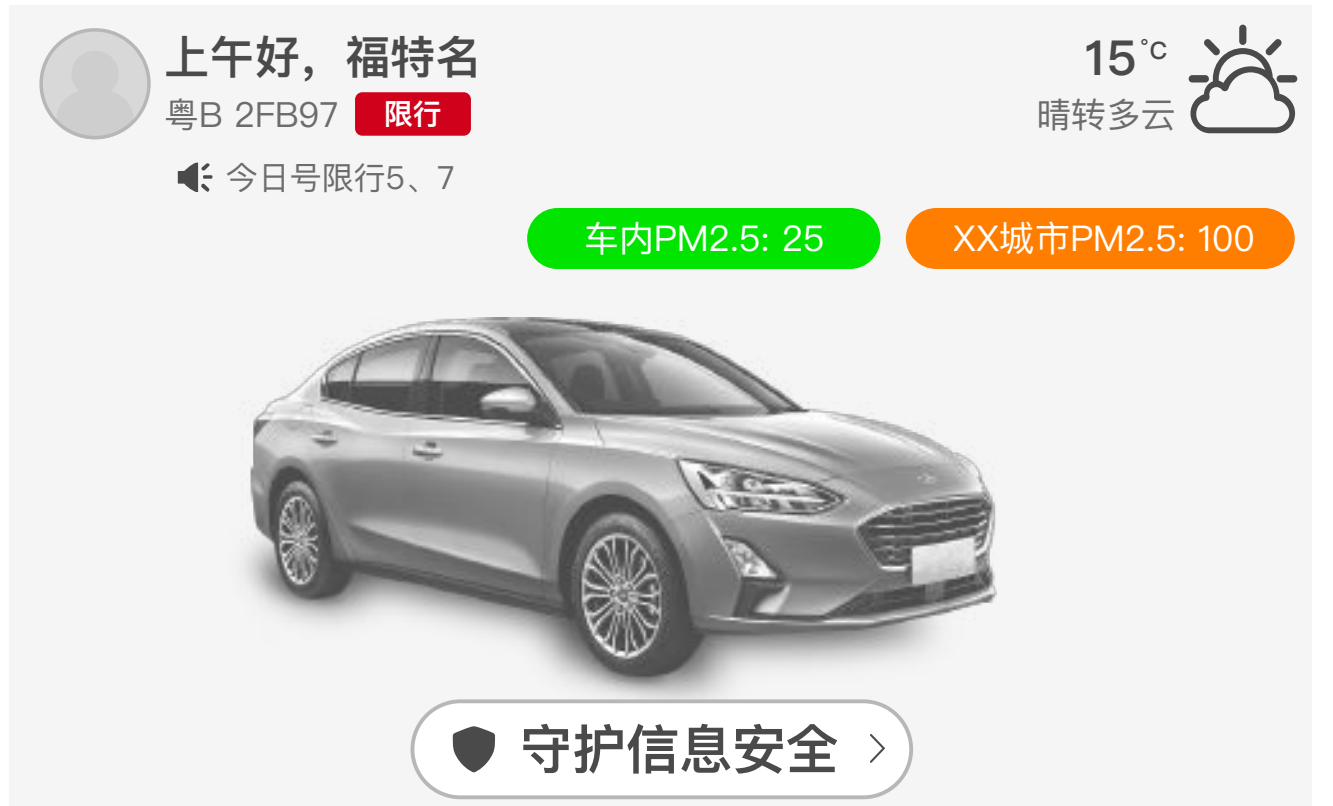 上午好，福特名
粤B 2FB97 限行
15℃
晴转多云
今日号限行5、7
车内PM2.5: 25
XX城市PM2.5: 100
守护信息安全